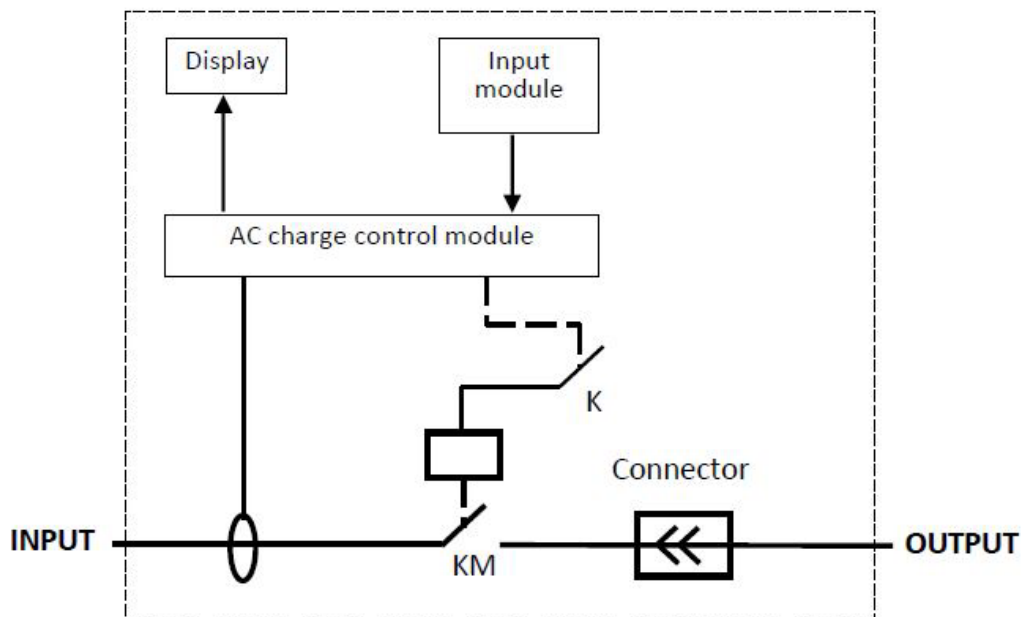 Display
Input
module
AC charge control module
K
Connector
INPUT
KM
OUTPUT